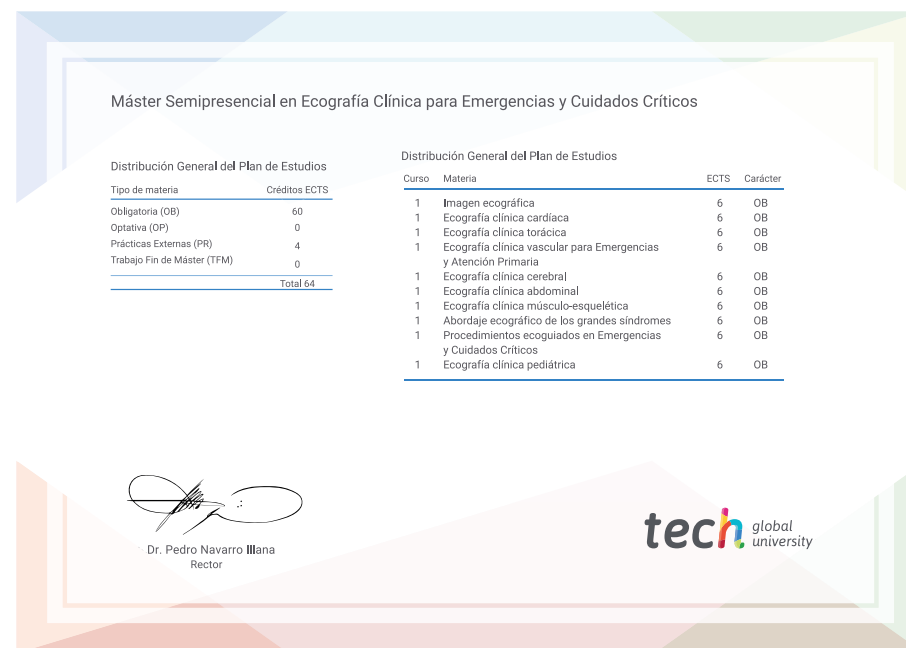 Máster Semipresencial en Ecografía Clínica para Emergencias y Cuidados Críticos
Distribución General del Plan de Estudios
Tipo de materia Créditos ECTS
Obligatoria (OB) 60
Optativa (OP) 0
Prácticas Externas (PR) 4
Trabajo Fin de Máster (TFM) 0
Total 64
Distribución General del Plan de Estudios
Curso Materia ECTS Carácter
1 Imagen ecográfica 6 OB
1 Ecografía clínica cardíaca 6 OB
1 Ecografía clínica torácica 6 OB
1 Ecografía clínica vascular para Emergencias 6 OB
y Atención Primaria
1 Ecografía clínica cerebral 6 OB
1 Ecografía clínica abdominal 6 OB
1 Ecografía clínica músculo-esquelética 6 OB
1 Abordaje ecográfico de los grandes síndromes 6 OB
1 Procedimientos ecoguiados en Emergencias 6 OB
y Cuidados Críticos
1 Ecografía clínica pediátrica 6 OB
Dr. Pedro Navarro Illana
Rector
tech global
university